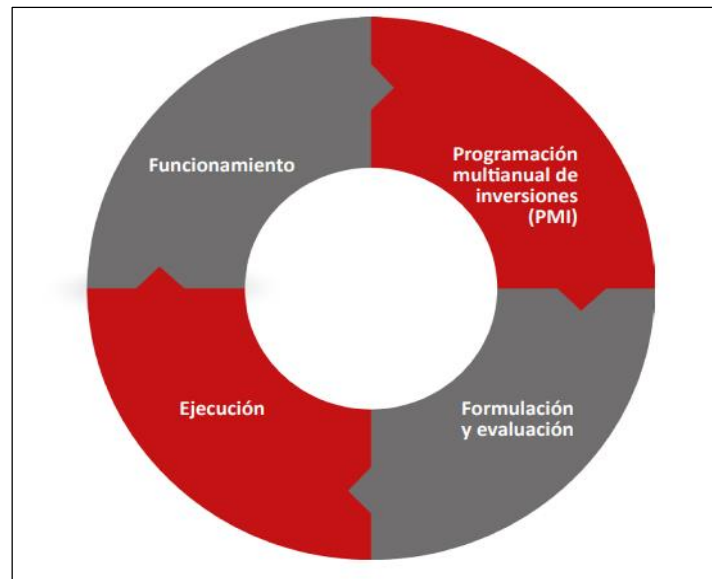 Funcionamiento
Programación
multianual de
inversiones
(PMI)
Ejecución
Formulación
y evaluación